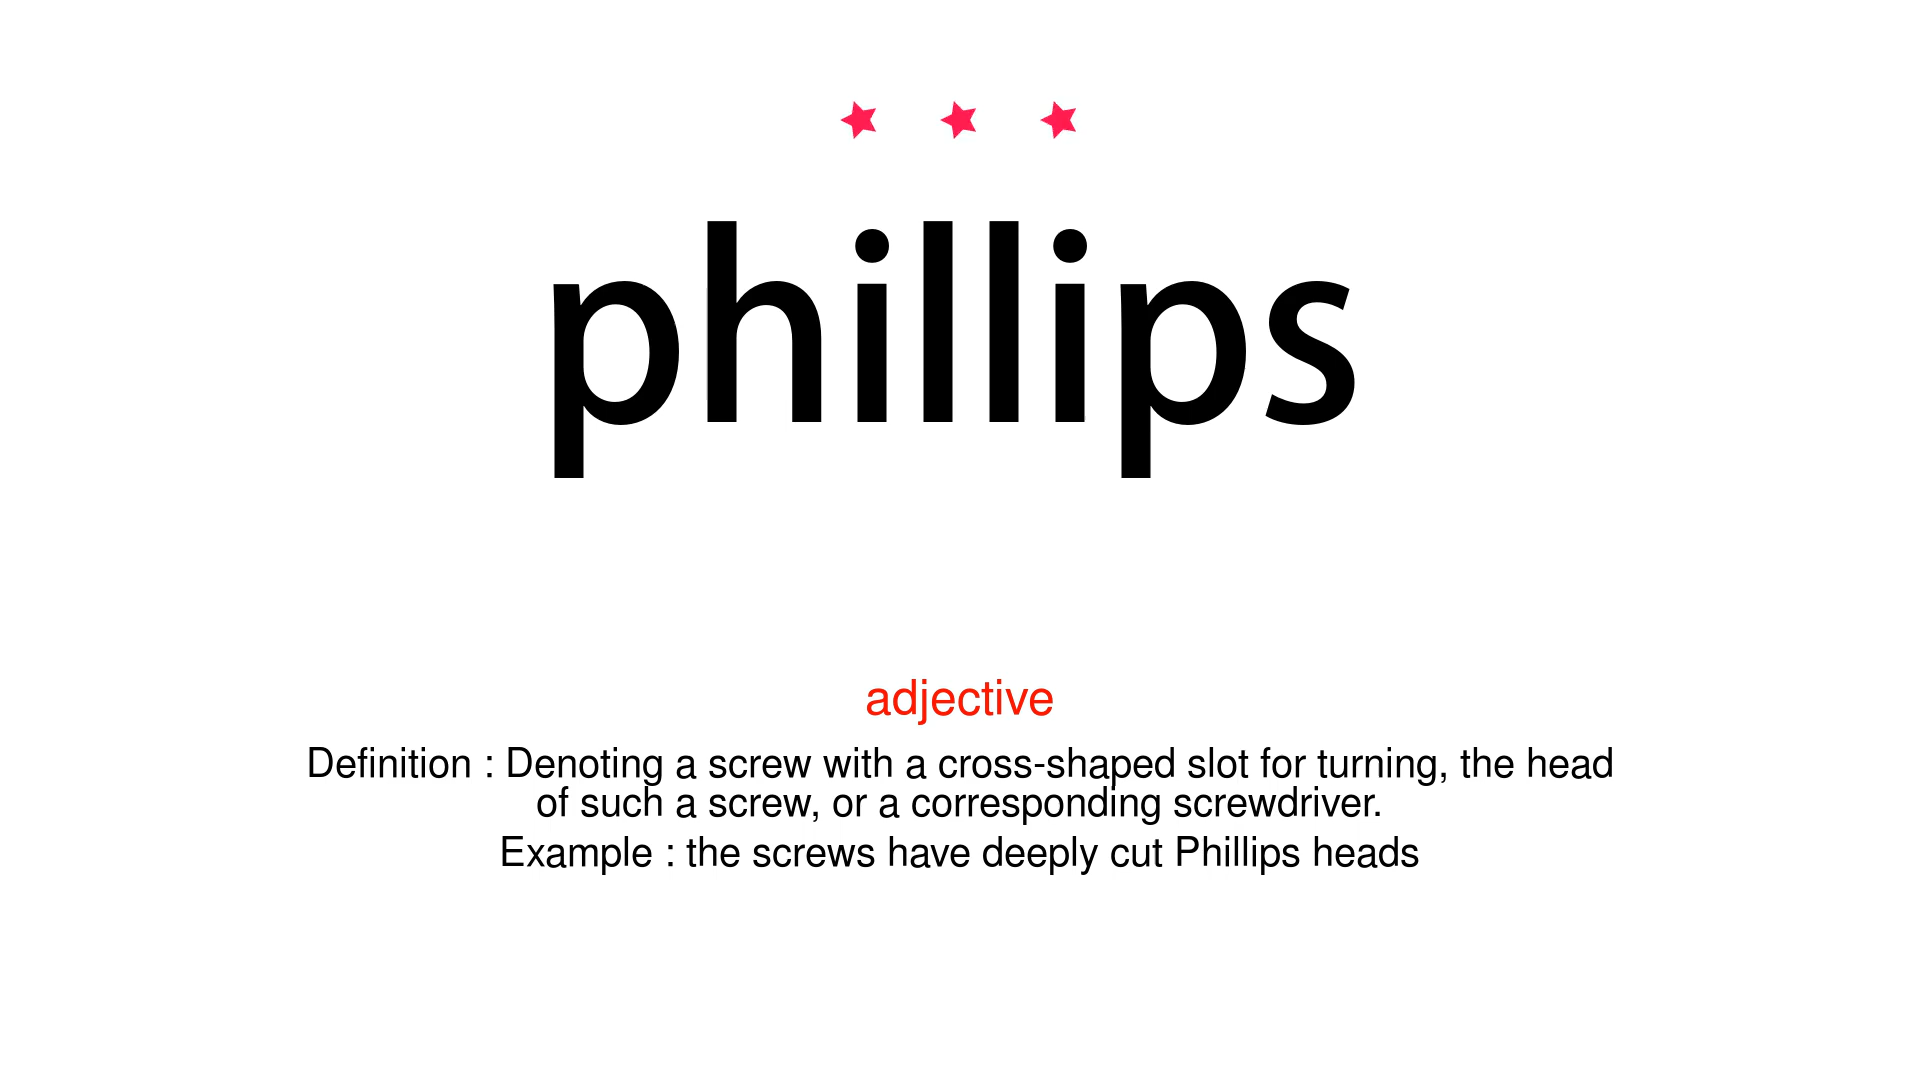 phillips
adjective
Definition : Denoting a screw with a cross-shaped slot for turning, the head
of such a screw, or a corresponding screwdriver.
Example : the screws have deeply cut Phillips heads